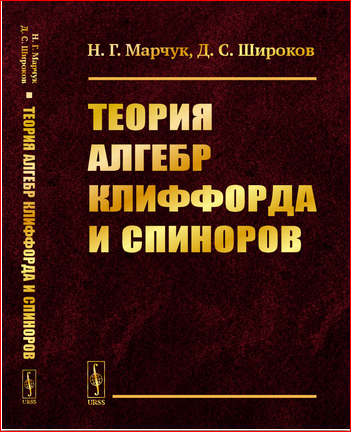 Н. Г. Марчук, Д. С. Широков
ТЕОРИЯ
АЛГЕБР
КЛИФФОРДА
И СПИНОРОВ
URSS
Н. Г. Марчук
Д. С. Широков
ТЕОРИЯ АЛГЕБР КЛИФФОРДА И СПИНОРОВ
URSS